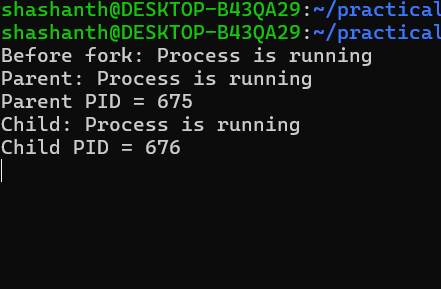 shashanth@DESKTOP-B43QA29:~/practical
shashanth@DESKTOP-B43QA29:~/practical
Before fork: Process is running
Parent: Process is running
Parent PID = 675
Child: Process is running
Child PID = 676